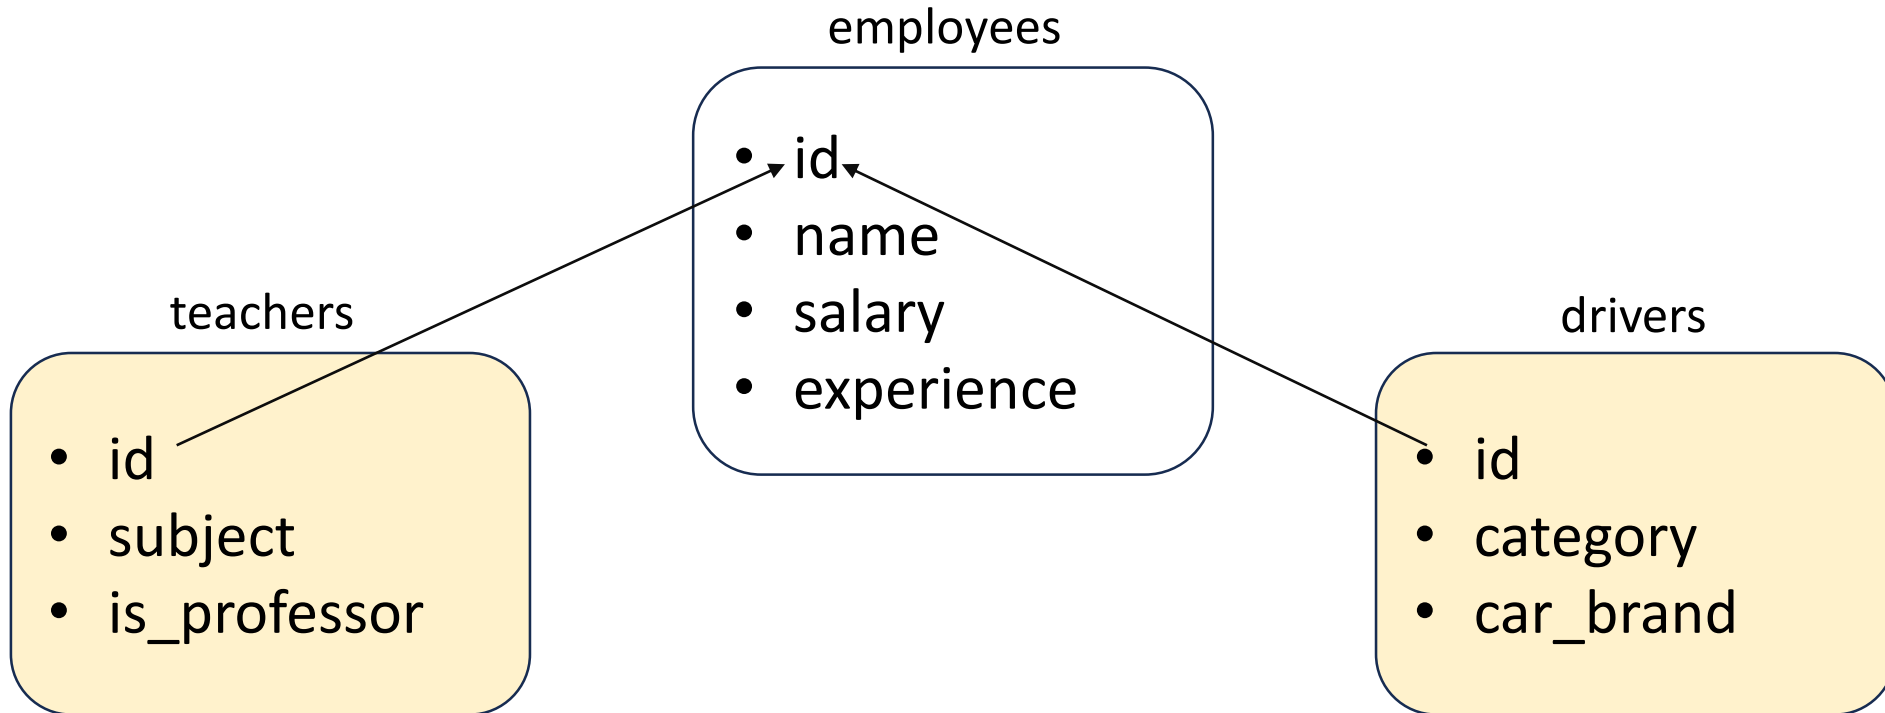 employees
• id
• name
• salary
• experience
teachers
• id
• subject
• is_professor
drivers
• id
• category
• car_brand